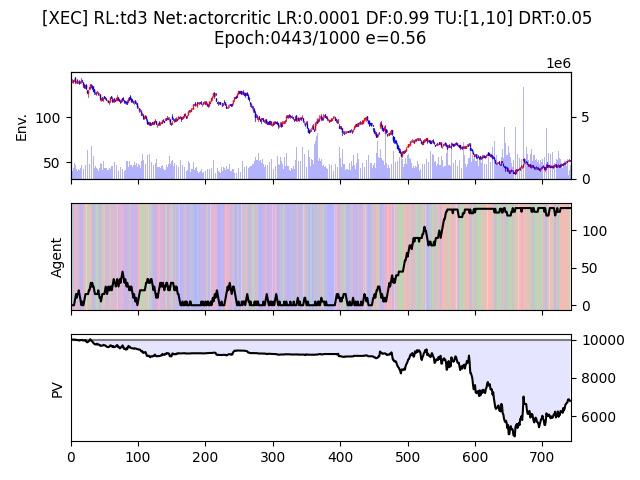 [XEC] RL:td3 Net:actorcritic LR:0.0001 DF:0.99 TU:[1,10] DRT:0.05
Epoch:0443/1000 e=0.56
1e6
Env.
100
50
5
0
Agent
100
50
0
PV
10000
8000
6000
0 100 200 300 400 500 600 700